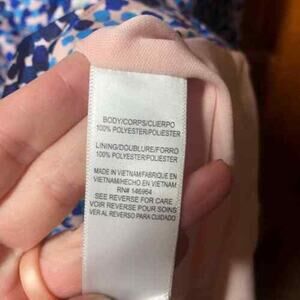 BODY/CORPS/CUERPO
100% POLYESTER/POLIESTER
LINING/DOUBLURE/FORRO
100% POLYESTER/POLIESTER
MADE IN VIETNAM/FABRIQUE EN
VIETNAM/HECHO EN VIETNAM
RN# 146964
SEE REVERSE FOR CARE
VOIR REVERSE POUR SOINS
VER AL REVERSO PARA CUIDADO